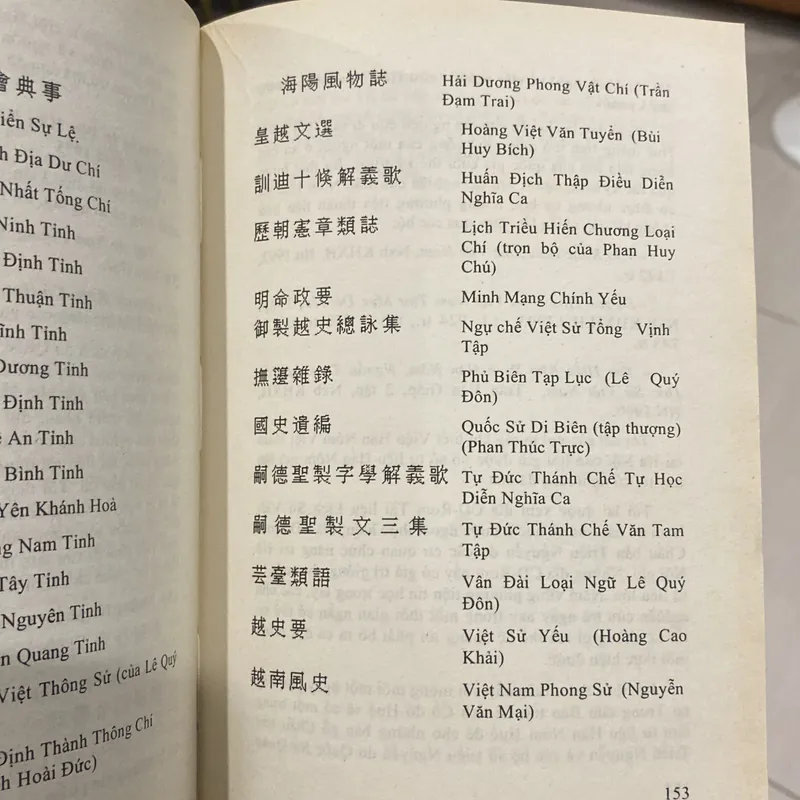 會典事
iển Sự Lệ.
h Địa Dư Chí
Nhất Tống Chí
Ninh Tỉnh
Định Tỉnh
Thuận Tỉnh
ĩnh Tỉnh
Dương Tỉnh
Định Tỉnh
An Tỉnh
Bình Tỉnh
Yên Khánh Hoà
ng Nam Tỉnh
Tây Tỉnh
Nguyên Tỉnh
n Quang Tỉnh
Việt Thông Sử (của Lê Quý
Định Thành Thông Chí
h Hoài Đức)
海陽風物誌 Hải Dương Phong Vật Chí (Trần
Đạm Trai)
皇越文選 Hoàng Việt Văn Tuyển (Bùi
Huy Bích)
訓迪十條解義歌 Huấn Địch Thập Điều Diễn
Nghĩa Ca
歷朝憲章類誌 Lịch Triều Hiến Chương Loại
Chí (trọn bộ của Phan Huy
Chú)
明命政要 Minh Mạng Chính Yếu
御製越史總詠集 Ngự chế Việt Sử Tổng Vịnh
Tập
撫邊雜錄 Phủ Biên Tạp Lục (Lê Quý
Đôn)
國史遺編 Quốc Sử Di Biên (tập thượng)
(Phan Thúc Trực)
嗣德聖製字學解義歌 Tự Đức Thánh Chế Tự Học
Diễn Nghĩa Ca
嗣德聖製文三集 Tự Đức Thánh Chế Văn Tam
Tập
芸臺類語 Vân Đài Loại Ngữ Lê Quý
Đôn)
越史要 Việt Sử Yếu (Hoàng Cao
Khải)
越南風史 Việt Nam Phong Sử (Nguyễn
Văn Mại)
153